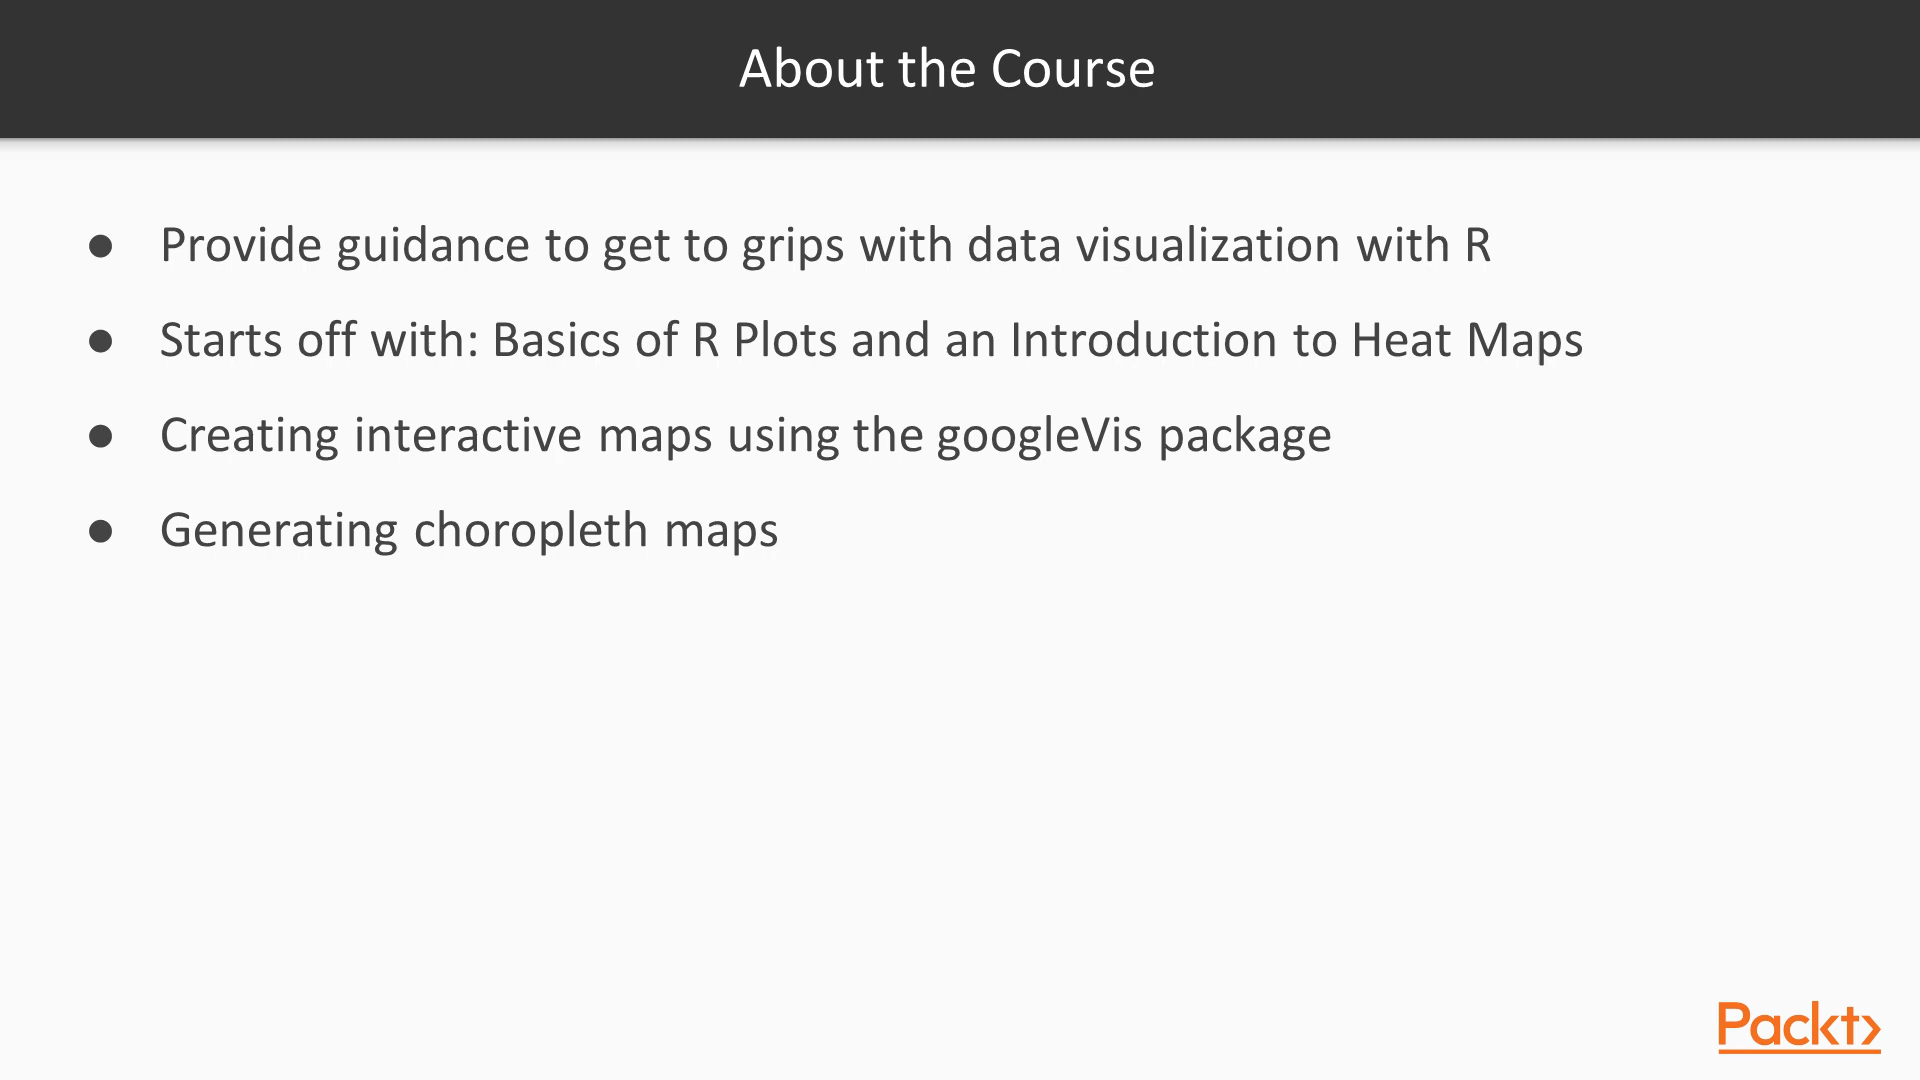 About the Course
● Provide guidance to get to grips with data visualization with R
● Starts off with: Basics of R Plots and an Introduction to Heat Maps
● Creating interactive maps using the googleVis package
● Generating choropleth maps
Packt>